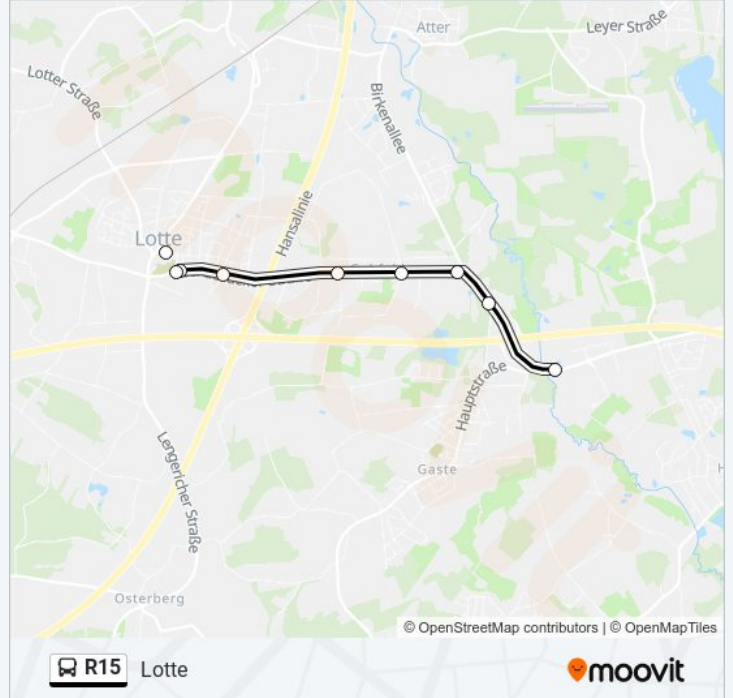 Atter
Leyer Straße
Lotter Straße
Birkenallee
Hansalinie
Lotte
Hauptstraße
Gaste
Lengericher Straße
Osterberg
H
© OpenStreetMap contributors | © OpenMapTiles
R15 Lotte
moovit